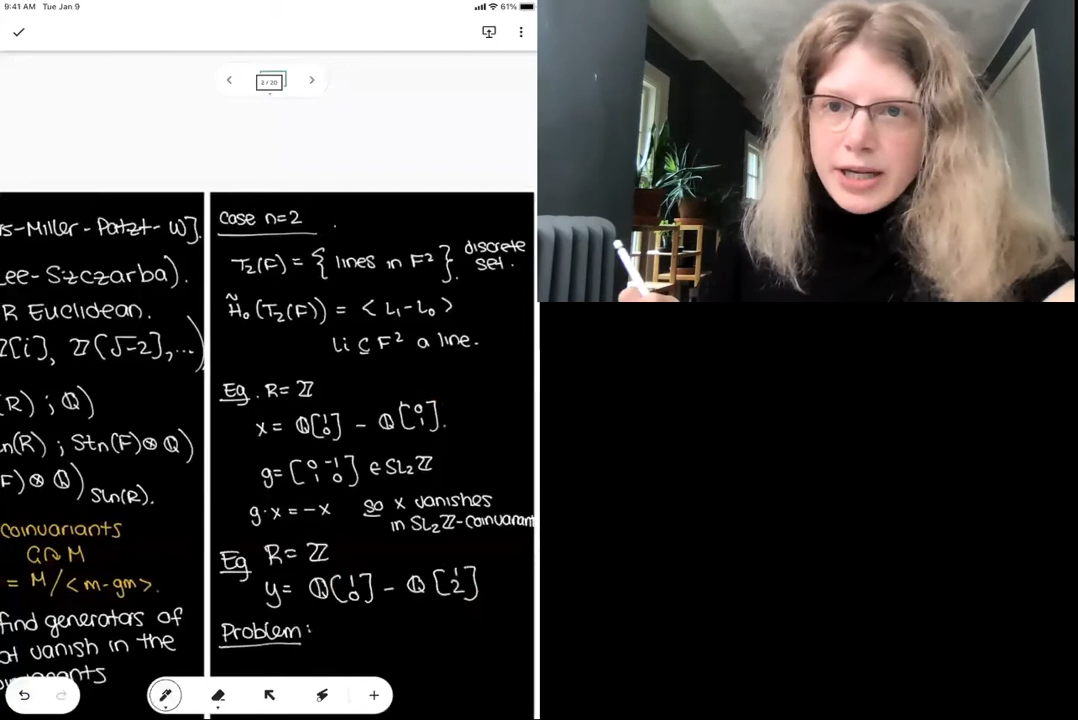 9:41 AM Tue Jan 9
61%
2 / 20
s-Miller-Patzt-W].
ee-Szczarba).
R Euclidean.
[i], ℤ[√-2],...)
(R) ; ℚ)
n(R) ; Stn(F)⊗ℚ)
F)⊗ℚ)SLn(R).
coinvariants
G↷M
= M/<m-gm>.
find generators of
at vanish in the
Case n=2
T₂(F) = { lines in F² }. discrete set.
H̃₀(T₂(F)) = < L₁-L₀ >
Li ⊆ F² a line.
Eg. R= ℤ
x= ℚ[1 0] - ℚ[0 1].
g= [0 -1 1 0] ∈ SL₂ℤ
g·x = -x so x vanishes
in SL₂ℤ-coinvariant
Eg R= ℤ
y= ℚ[1 0] - ℚ[1 2]
Problem: